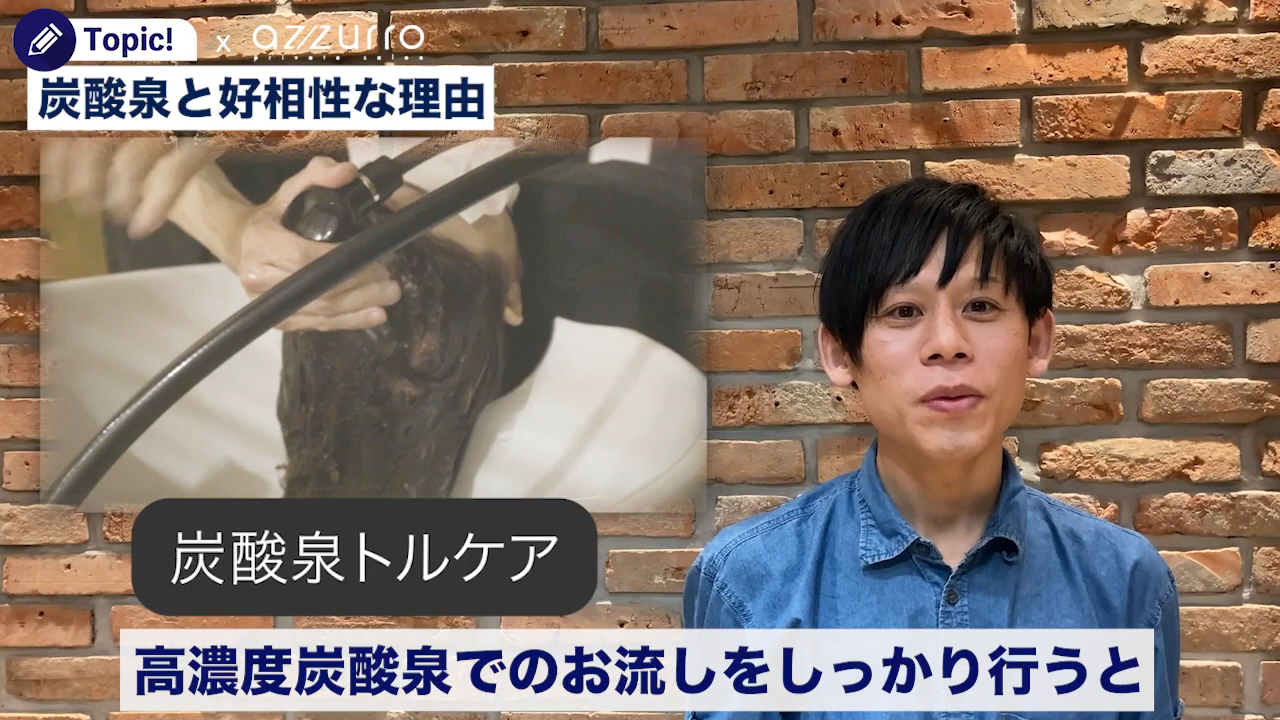 Topic!
x azzurro
private salon
炭酸泉と好相性な理由
炭酸泉トルケア
高濃度炭酸泉でのお流しをしっかり行うと